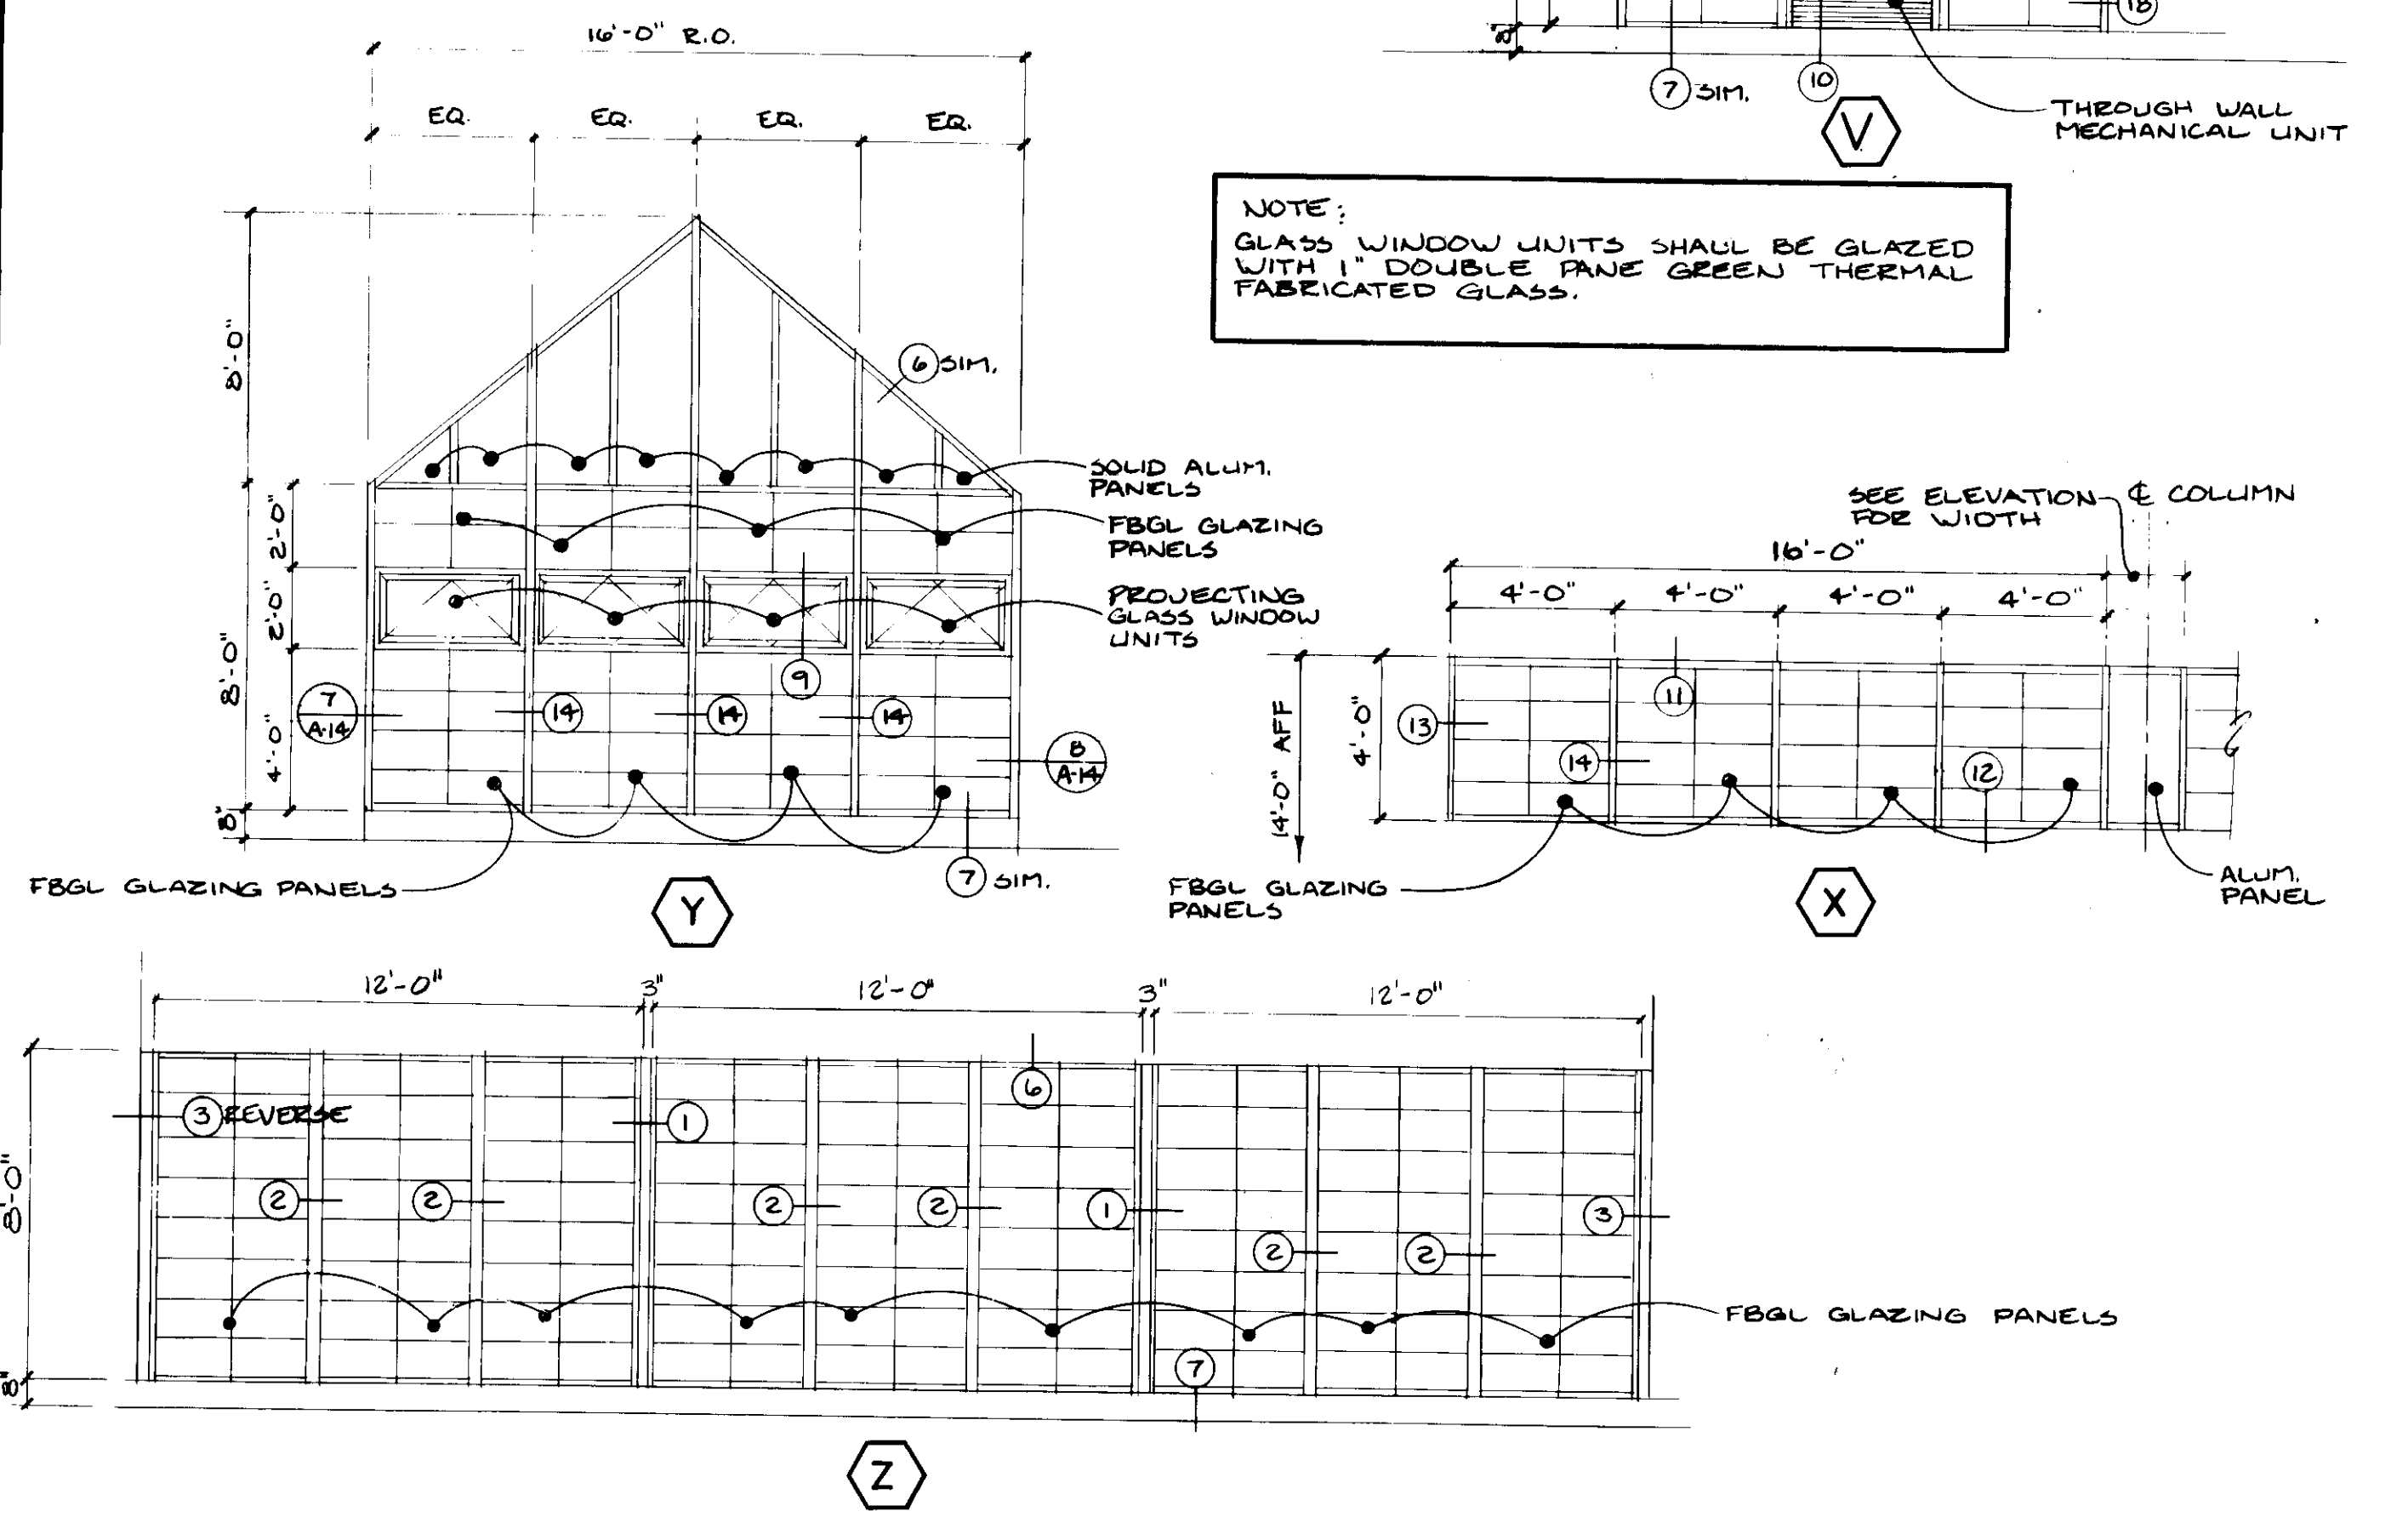 16'-0" R.O.
EQ.
EQ.
EQ.
EQ.
8'-0"
6 SIM.
SOLID ALUM.
PANELS
2'-0"
FBGL GLAZING
PANELS
2'-0"
PROJECTING
GLASS WINDOW
UNITS
8'-0"
9
7
A-14
14
14
14
4'-0"
8
A-14
8"
7 SIM.
FBGL GLAZING PANELS
Y
18
8"
7 SIM.
10
V
THROUGH WALL
MECHANICAL UNIT
NOTE:
GLASS WINDOW UNITS SHALL BE GLAZED
WITH 1" DOUBLE PANE GREEN THERMAL
FABRICATED GLASS.
SEE ELEVATION
FOR WIDTH
℄ COLUMN
16'-0"
4'-0"
4'-0"
4'-0"
4'-0"
14'-0" AFF
4'-0"
13
11
14
12
FBGL GLAZING
PANELS
X
ALUM.
PANEL
12'-0"
3"
12'-0"
3"
12'-0"
6
3 REVERSE
1
8'-0"
2
2
2
2
1
3
2
2
FBGL GLAZING PANELS
7
8"
Z